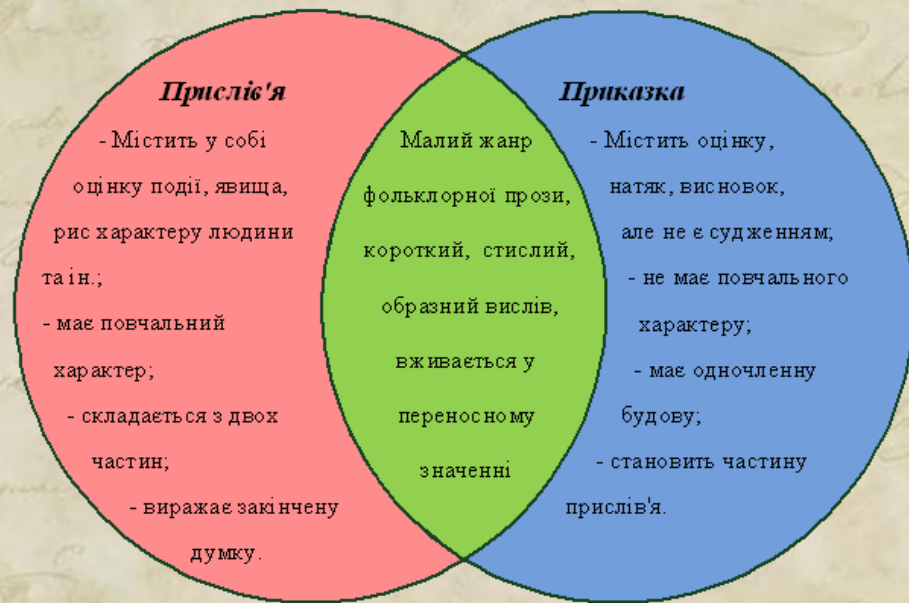 Прислів'я
- Містить у собі
оцінку події, явища,
рис характеру людини
та ін.;
- має повчальний
характер;
- складається з двох
частин;
- виражає закінчену
думку.
Малий жанр
фольклорної прози,
короткий, стислий,
образний вислів,
вживається у
переносному
значенні
Приказка
- Містить оцінку,
натяк, висновок,
але не є судженням;
- не має повчального
характеру;
- має одночленну
будову;
- становить частину
прислів'я.